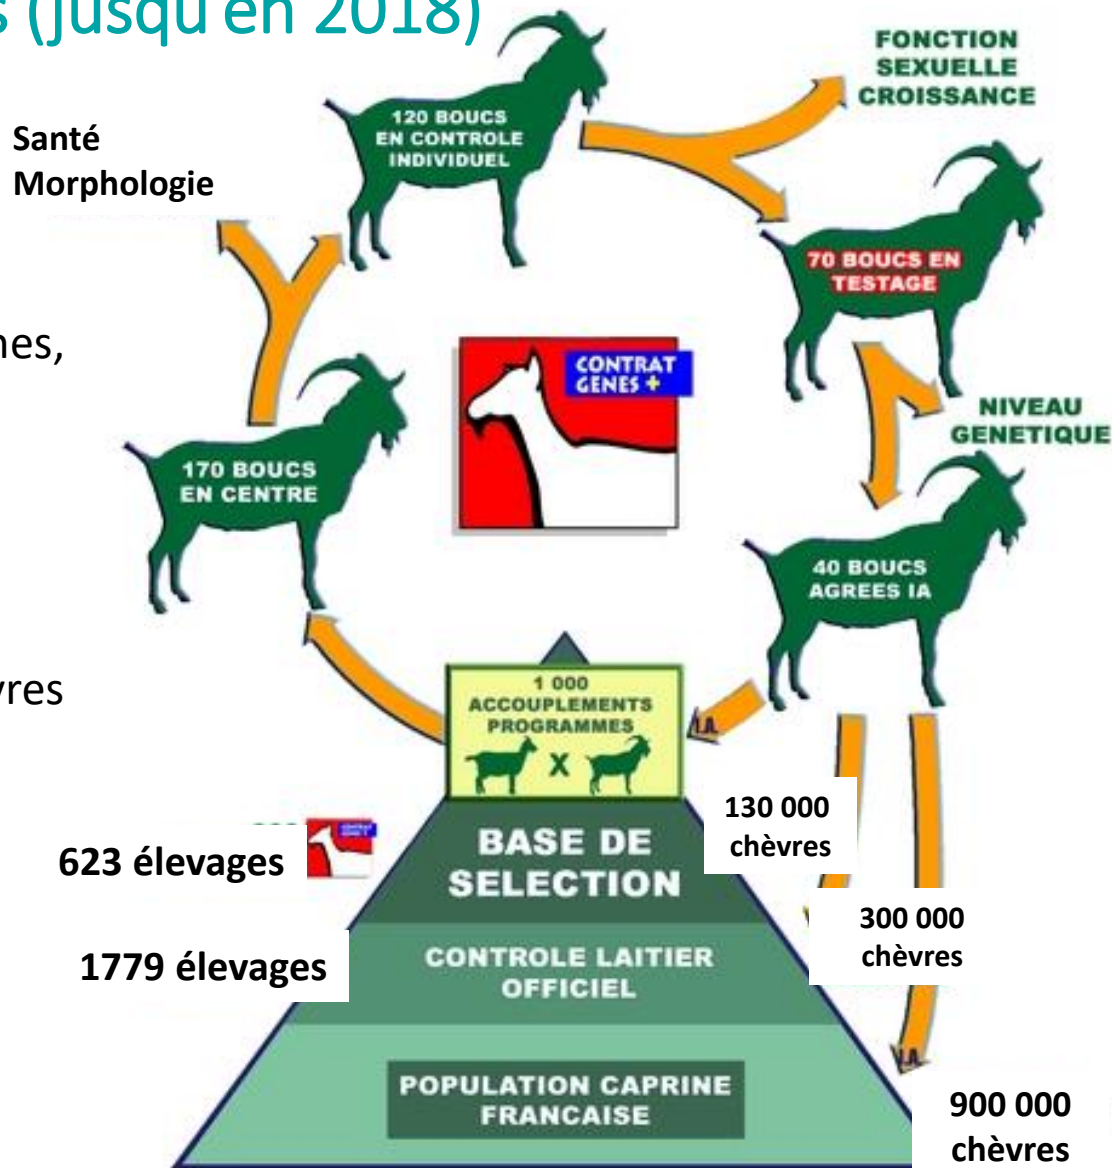 s (jusqu'en 2018)
FONCTION
SEXUELLE
CROISSANCE
120 BOUCS
EN CONTROLE
INDIVIDUEL
Santé
Morphologie
70 BOUCS EN
TESTAGE
nes,
CONTRAT
GENES +
NIVEAU
GENETIQUE
170 BOUCS
EN CENTRE
40 BOUCS
AGREES IA
vres
1 000
ACCOUPLEMENTS
PROGRAMMES
X
I.A.
130 000
chèvres
BASE DE
SELECTION
623 élevages
300 000
chèvres
1779 élevages
CONTROLE LAITIER
OFFICIEL
I.A.
POPULATION CAPRINE
FRANCAISE
900 000
chèvres